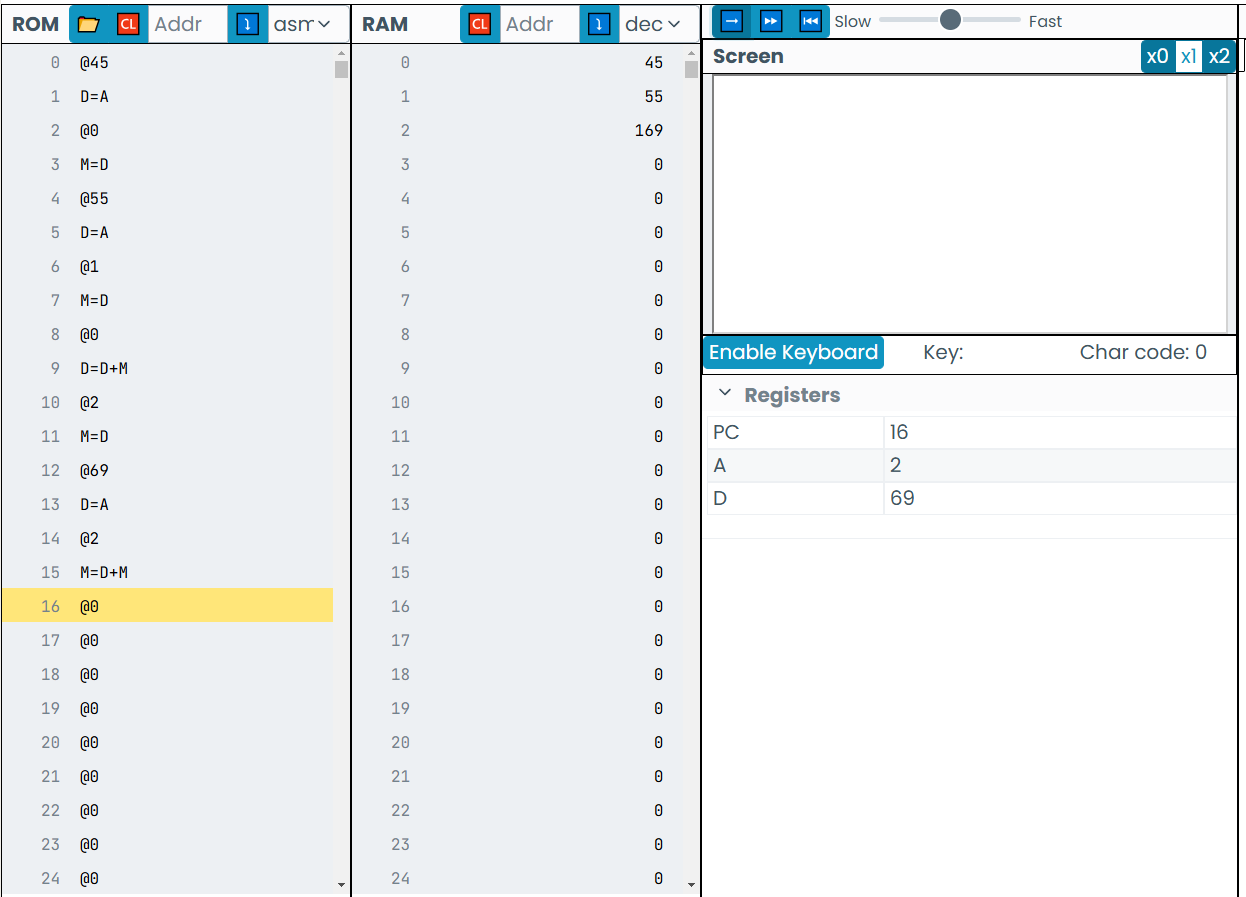 ROM CL Addr asm
0 @45
1 D=A
2 @0
3 M=D
4 @55
5 D=A
6 @1
7 M=D
8 @0
9 D=D+M
10 @2
11 M=D
12 @69
13 D=A
14 @2
15 M=D+M
16 @0
17 @0
18 @0
19 @0
20 @0
21 @0
22 @0
23 @0
24 @0
RAM CL Addr dec
0 45
1 55
2 169
3 0
4 0
5 0
6 0
7 0
8 0
9 0
10 0
11 0
12 0
13 0
14 0
15 0
16 0
17 0
18 0
19 0
20 0
21 0
22 0
23 0
24 0
Slow Fast
Screen x0 x1 x2
Enable Keyboard Key: Char code: 0
Registers
PC 16
A 2
D 69